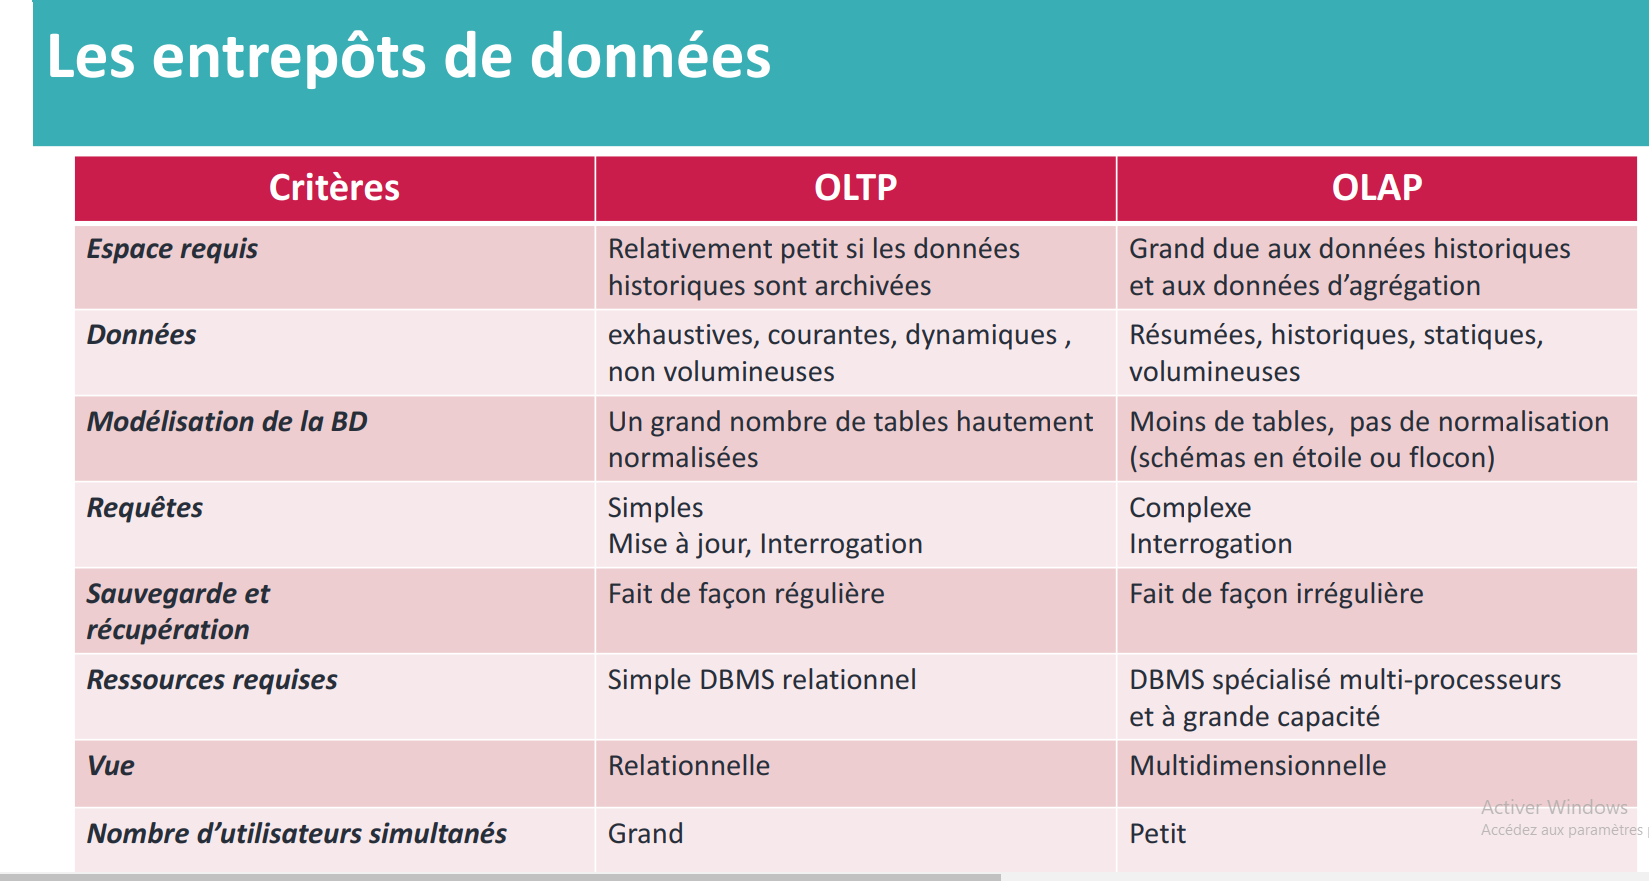 Les entrepôts de données
Critères OLTP OLAP
Espace requis Relativement petit si les données Grand due aux données historiques
historiques sont archivées et aux données d’agrégation
Données exhaustives, courantes, dynamiques , Résumées, historiques, statiques,
non volumineuses volumineuses
Modélisation de la BD Un grand nombre de tables hautement Moins de tables,  pas de normalisation
normalisées (schémas en étoile ou flocon)
Requêtes Simples Complexe
Mise à jour, Interrogation Interrogation
Sauvegarde et Fait de façon régulière Fait de façon irrégulière
récupération
Ressources requises Simple DBMS relationnel DBMS spécialisé multi-processeurs
et à grande capacité
Vue Relationnelle Multidimensionnelle
Activer Windows
Accédez aux paramètres
Nombre d’utilisateurs simultanés Grand Petit